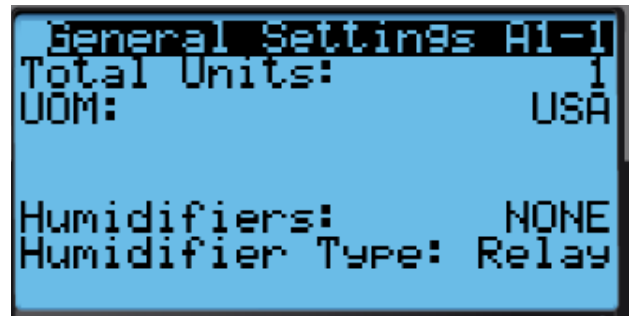 General Settings A1-1
Total Units: 1
UOM: USA
Humidifiers: NONE
Humidifier Type: Relay